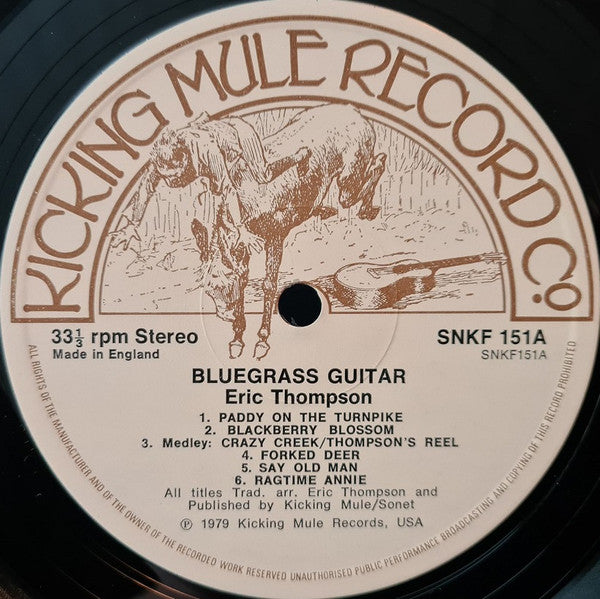 KICKING MULE RECORD CO.
33⅓ rpm Stereo
Made in England
SNKF 151A
SNKF151A
BLUEGRASS GUITAR
Eric Thompson
1. PADDY ON THE TURNPIKE
2. BLACKBERRY BLOSSOM
3. Medley: CRAZY CREEK/THOMPSON'S REEL
4. FORKED DEER
5. SAY OLD MAN
6. RAGTIME ANNIE
All titles Trad. arr. Eric Thompson and
Published by Kicking Mule/Sonet
℗ 1979 Kicking Mule Records, USA
ALL RIGHTS OF THE MANUFACTURER AND OF THE OWNER OF THE RECORDED WORK RESERVED UNAUTHORISED PUBLIC PERFORMANCE BROADCASTING AND COPYING OF THIS RECORD PROHIBITED